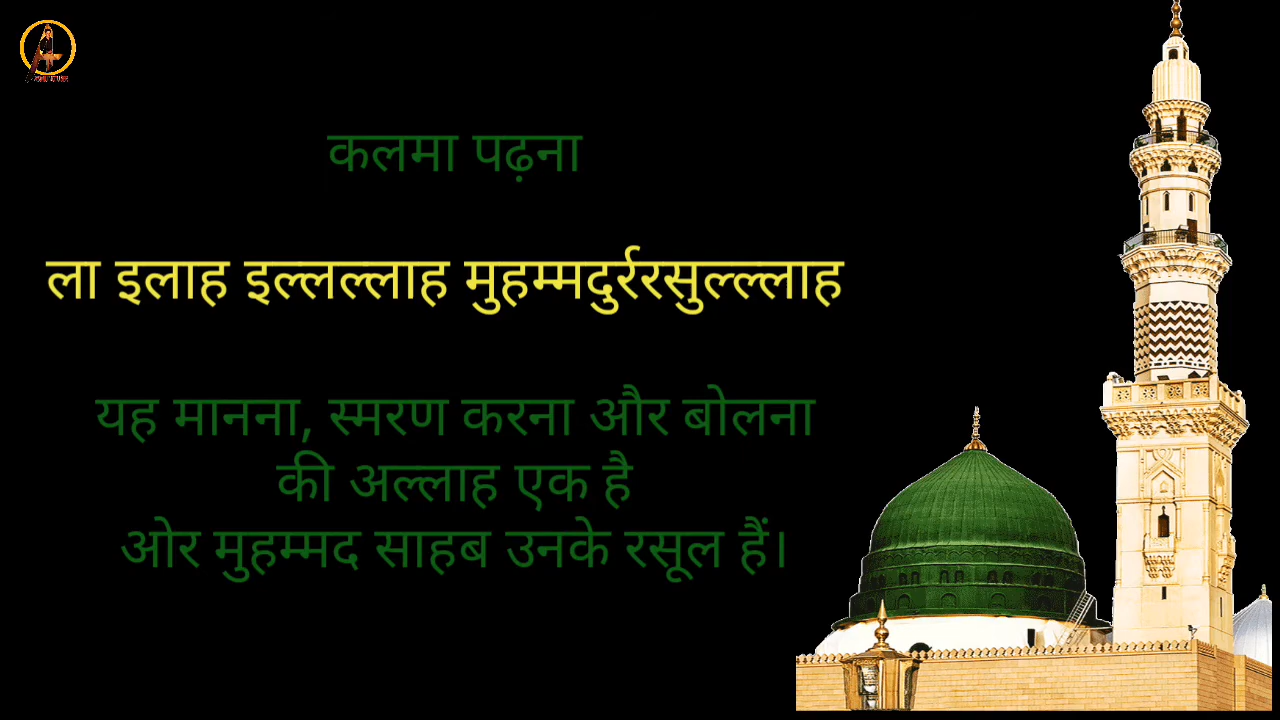 कलमा पढ़ना
ला इलाह इल्लल्लाह मुहम्मदुर्ररसुल्ल्लाह
यह मानना, स्मरण करना और बोलना
की अल्लाह एक है
ओर मुहम्मद साहब उनके रसूल हैं।